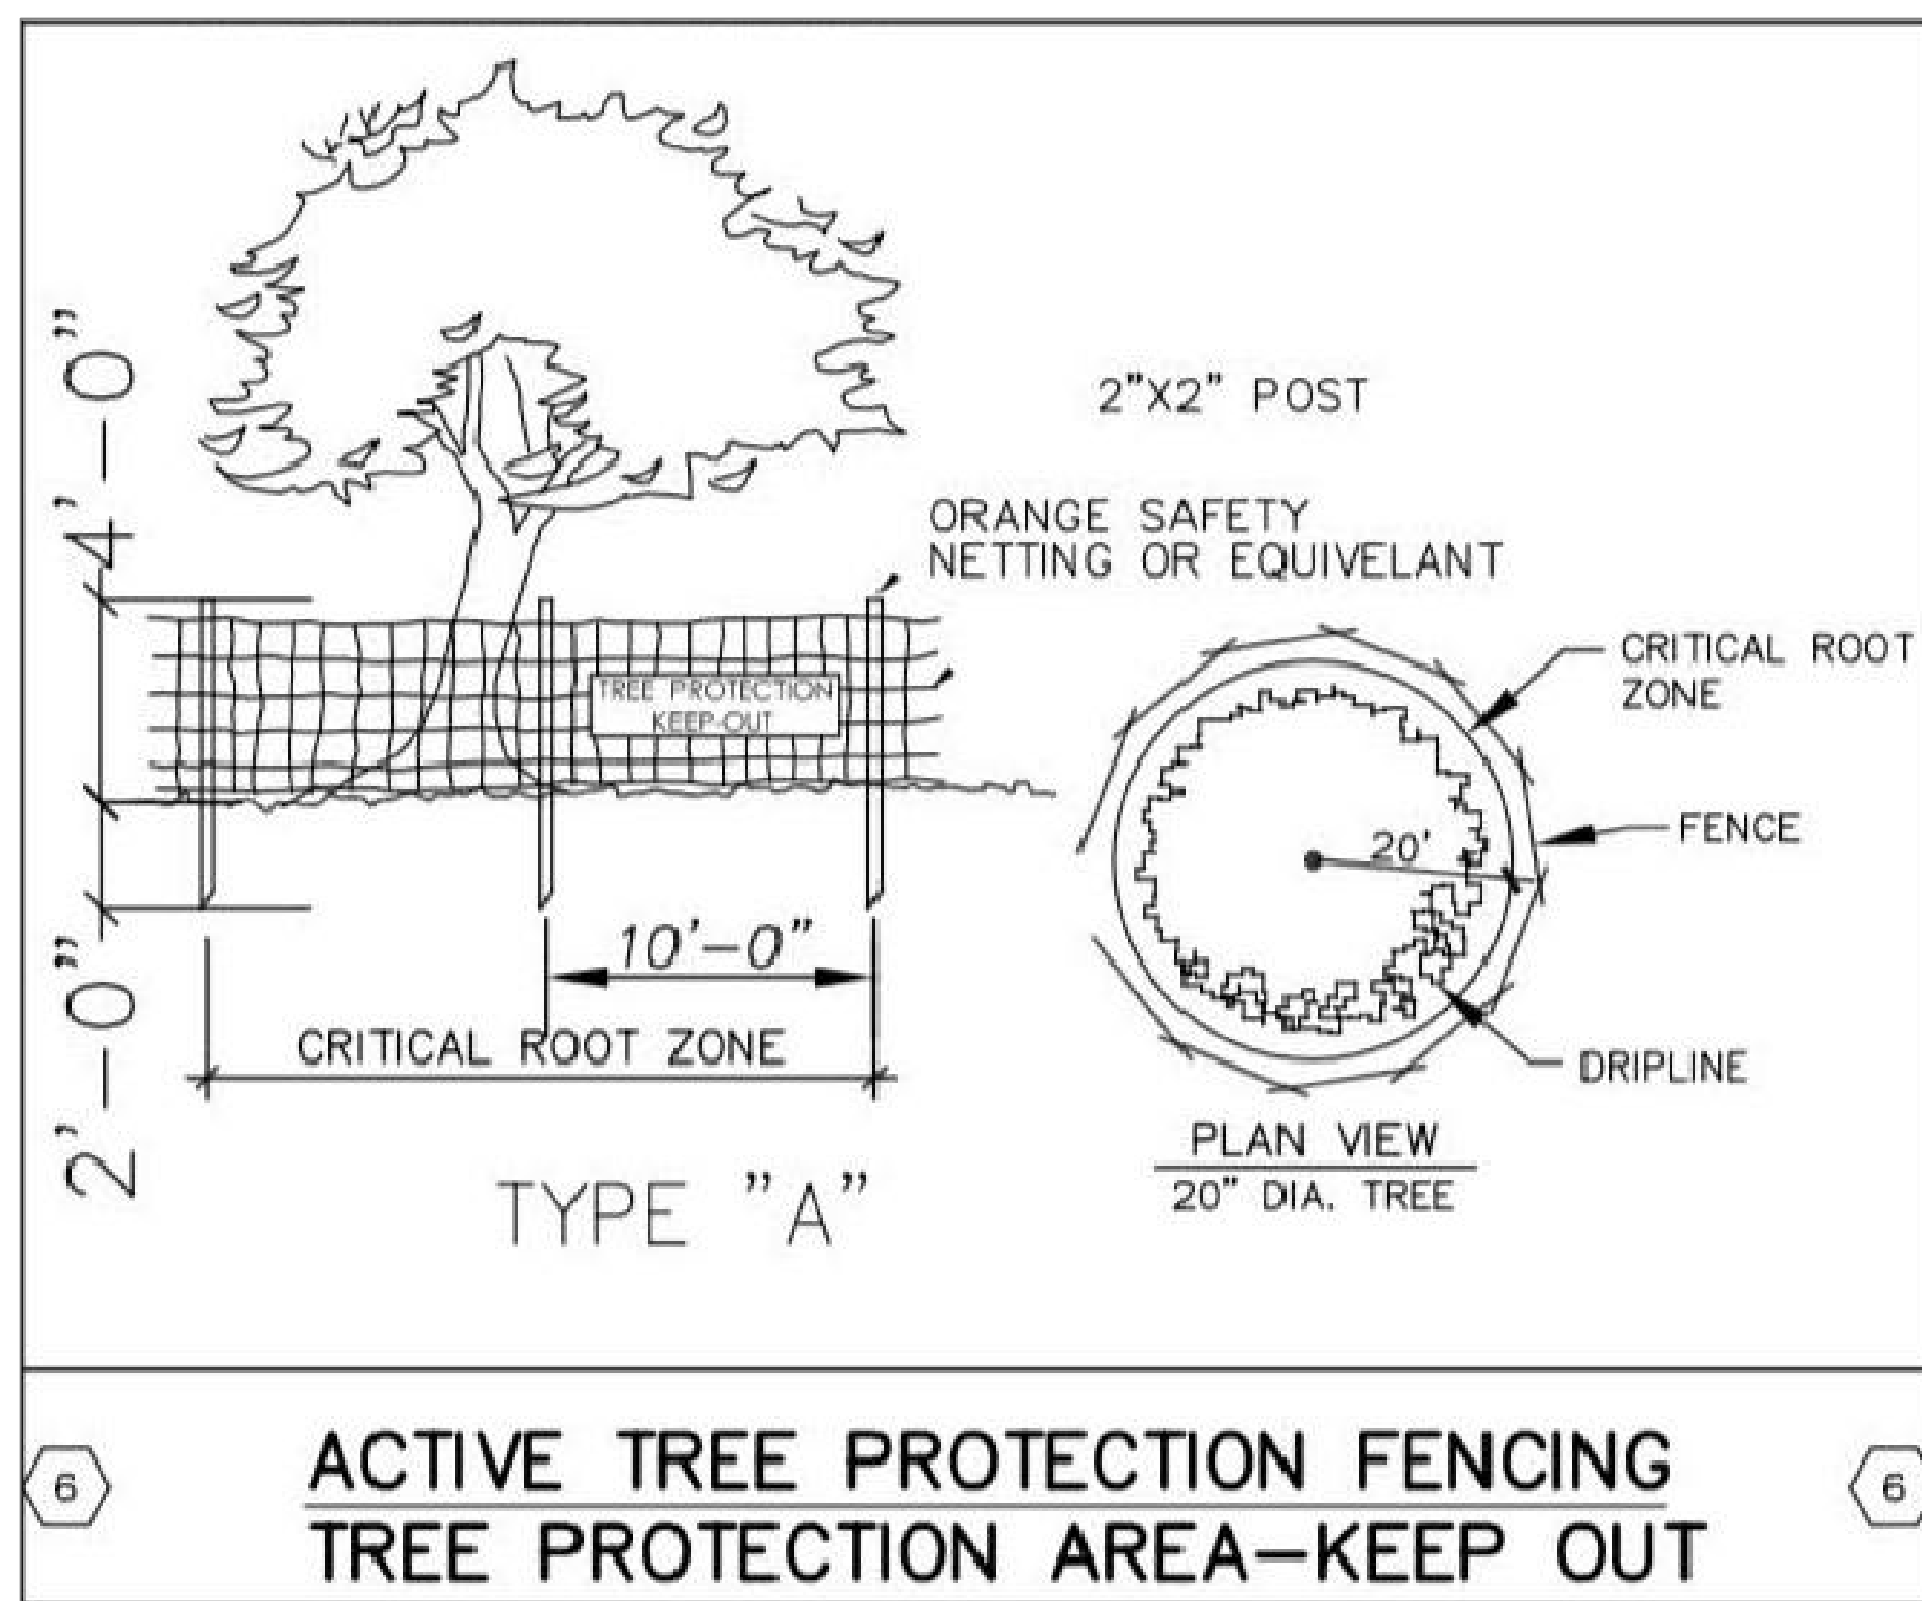 4'-0"
2"X2" POST
ORANGE SAFETY
NETTING OR EQUIVELANT
TREE PROTECTION
KEEP-OUT
CRITICAL ROOT
ZONE
20'
FENCE
2'-0"
10'-0"
CRITICAL ROOT ZONE
DRIPLINE
PLAN VIEW
20" DIA. TREE
TYPE "A"
6
ACTIVE TREE PROTECTION FENCING
TREE PROTECTION AREA-KEEP OUT
6